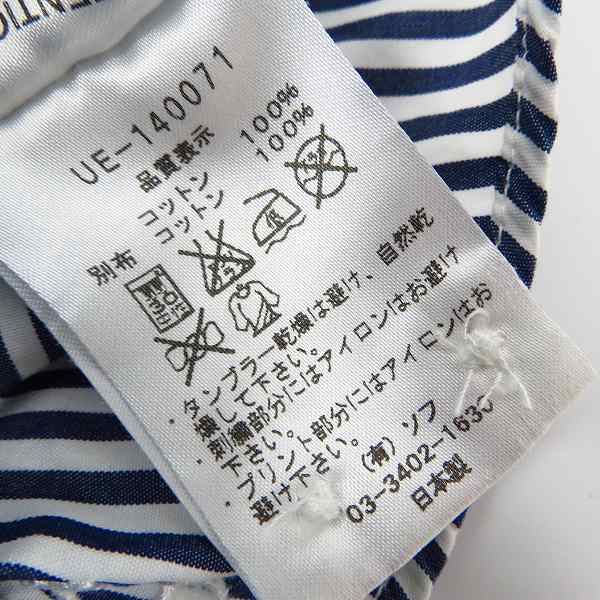 ENTIO
UE-140071
品質表示
コットン 100%
別布 コットン 100%
・タンブラー乾燥は避け、自然乾
燥して下さい。
・刺繍部分にはアイロンはお避け
下さい。
・プリント部分にはアイロンはお
避け下さい。
(有) ソフ
03-3402-163
日本製